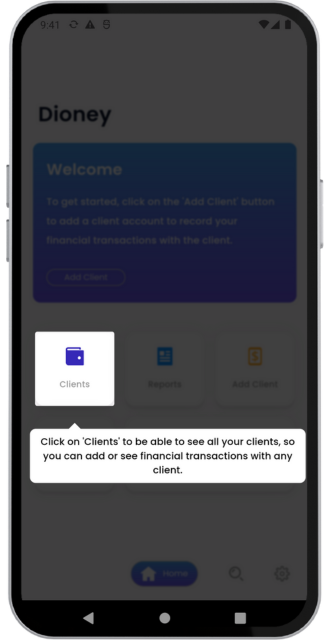 9:41
Dioney
Welcome
To get started, click on the 'Add Client' button
to add a client account to record your
financial transactions with the client.
Add Client
Clients
Reports
Add Client
Click on 'Clients' to be able to see all your clients, so
you can add or see financial transactions with any
client.
Home